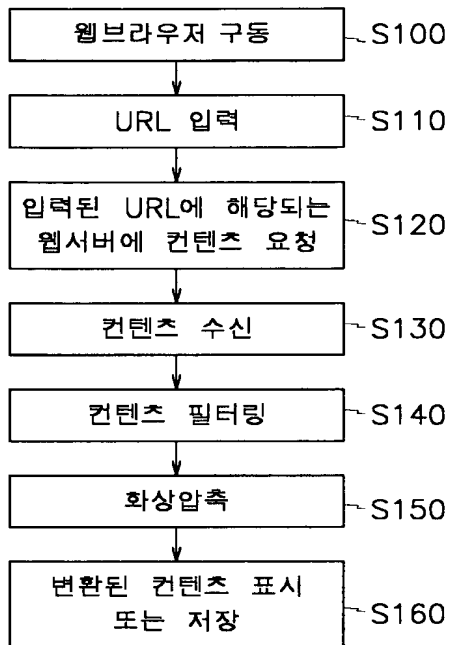 웹브라우저 구동
S100
URL 입력
S110
입력된 URL에 해당되는
웹서버에 컨텐츠 요청
S120
컨텐츠 수신
S130
컨텐츠 필터링
S140
화상압축
S150
변환된 컨텐츠 표시
또는 저장
S160